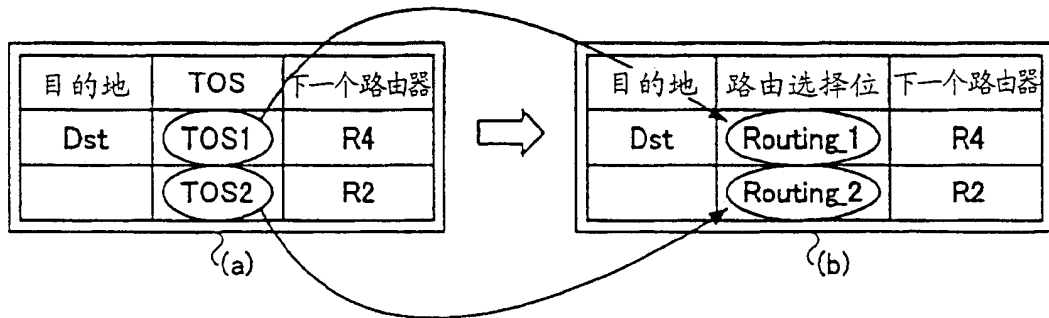 目的地 TOS 下一个路由器
Dst TOS1 R4
TOS2 R2
(a)
目的地 路由选择位 下一个路由器
Dst Routing_1 R4
Routing_2 R2
(b)